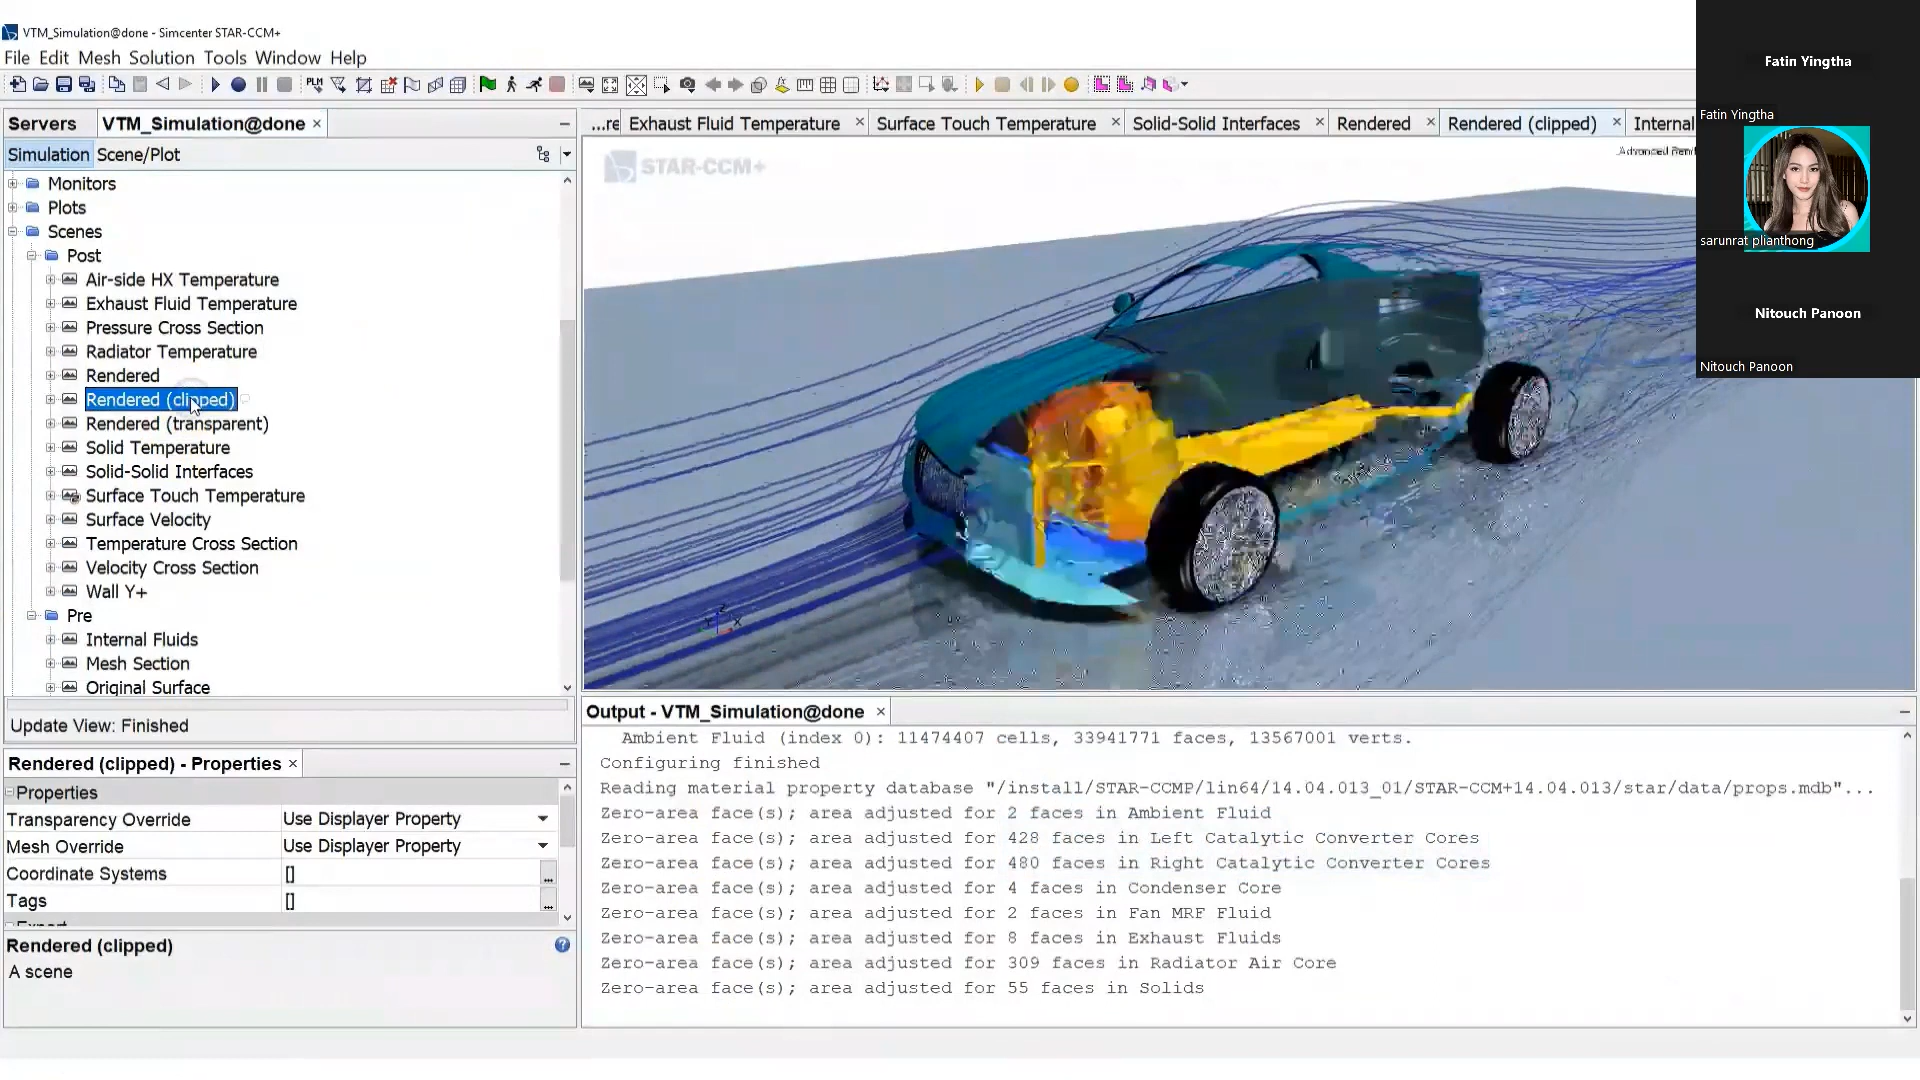 VTM_Simulation@done - Simcenter STAR-CCM+
File Edit Mesh Solution Tools Window Help
Servers VTM_Simulation@done
Simulation Scene/Plot
Monitors
Plots
Scenes
Post
Air-side HX Temperature
Exhaust Fluid Temperature
Pressure Cross Section
Radiator Temperature
Rendered
Rendered (clipped)
Rendered (transparent)
Solid Temperature
Solid-Solid Interfaces
Surface Touch Temperature
Surface Velocity
Temperature Cross Section
Velocity Cross Section
Wall Y+
Pre
Internal Fluids
Mesh Section
Original Surface
Update View: Finished
Rendered (clipped) - Properties
Properties
Transparency Override Use Displayer Property
Mesh Override Use Displayer Property
Coordinate Systems []
Tags []
Rendered (clipped)
A scene
...re Exhaust Fluid Temperature Surface Touch Temperature Solid-Solid Interfaces Rendered Rendered (clipped) Internal
STAR-CCM+
Z
Y X
Output - VTM_Simulation@done
Ambient Fluid (index 0): 11474407 cells, 33941771 faces, 13567001 verts.
Configuring finished
Reading material property database "/install/STAR-CCMP/lin64/14.04.013_01/STAR-CCM+14.04.013/star/data/props.mdb"...
Zero-area face(s); area adjusted for 2 faces in Ambient Fluid
Zero-area face(s); area adjusted for 428 faces in Left Catalytic Converter Cores
Zero-area face(s); area adjusted for 480 faces in Right Catalytic Converter Cores
Zero-area face(s); area adjusted for 4 faces in Condenser Core
Zero-area face(s); area adjusted for 2 faces in Fan MRF Fluid
Zero-area face(s); area adjusted for 8 faces in Exhaust Fluids
Zero-area face(s); area adjusted for 309 faces in Radiator Air Core
Zero-area face(s); area adjusted for 55 faces in Solids
Fatin Yingtha
Fatin Yingtha
sarunrat plianthong
Nitouch Panoon
Nitouch Panoon